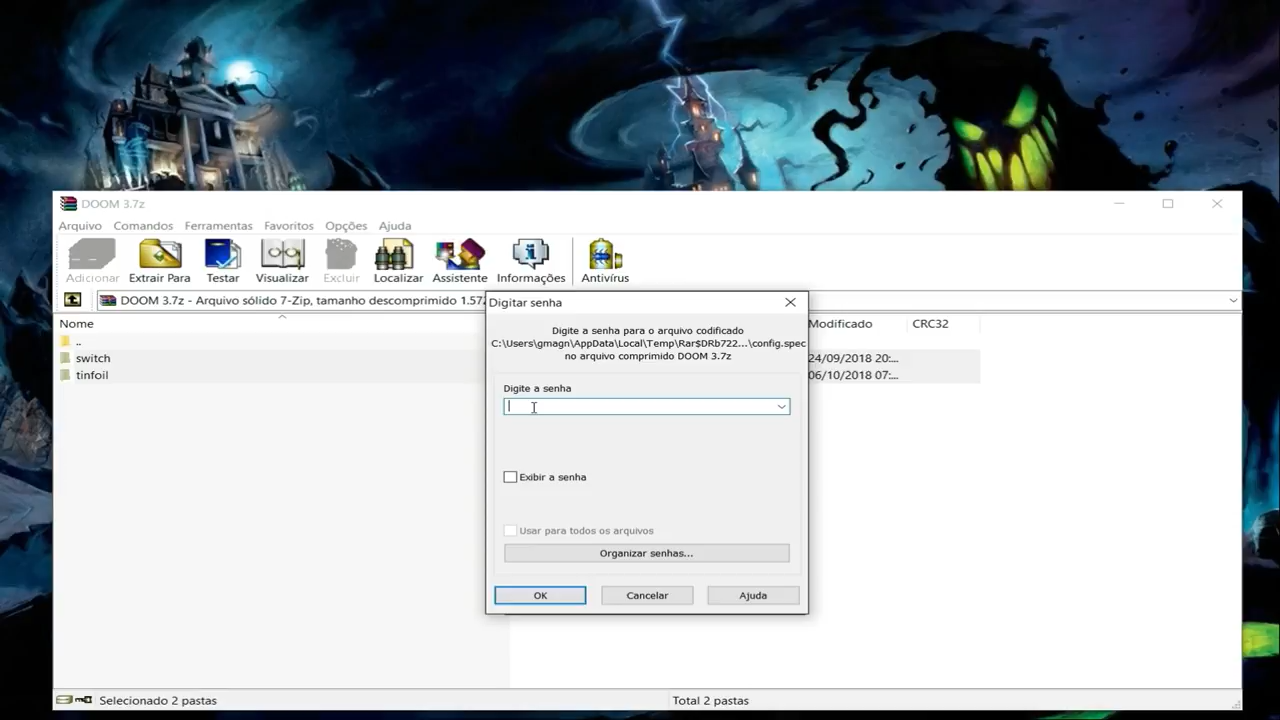 DOOM 3.7z
Arquivo Comandos Ferramentas Favoritos Opções Ajuda
Adicionar Extrair Para Testar Visualizar Excluir Localizar Assistente Informações Antivírus
DOOM 3.7z - Arquivo sólido 7-Zip, tamanho descomprimido 1.57
Nome Modificado CRC32
..
switch 24/09/2018 20:...
tinfoil 06/10/2018 07:...
Digitar senha
Digite a senha para o arquivo codificado
C:\Users\gmagn\AppData\Local\Temp\Rar$DRb722...\config.spec
no arquivo comprimido DOOM 3.7z
Digite a senha
Exibir a senha
Usar para todos os arquivos
Organizar senhas...
OK Cancelar Ajuda
Selecionado 2 pastas Total 2 pastas